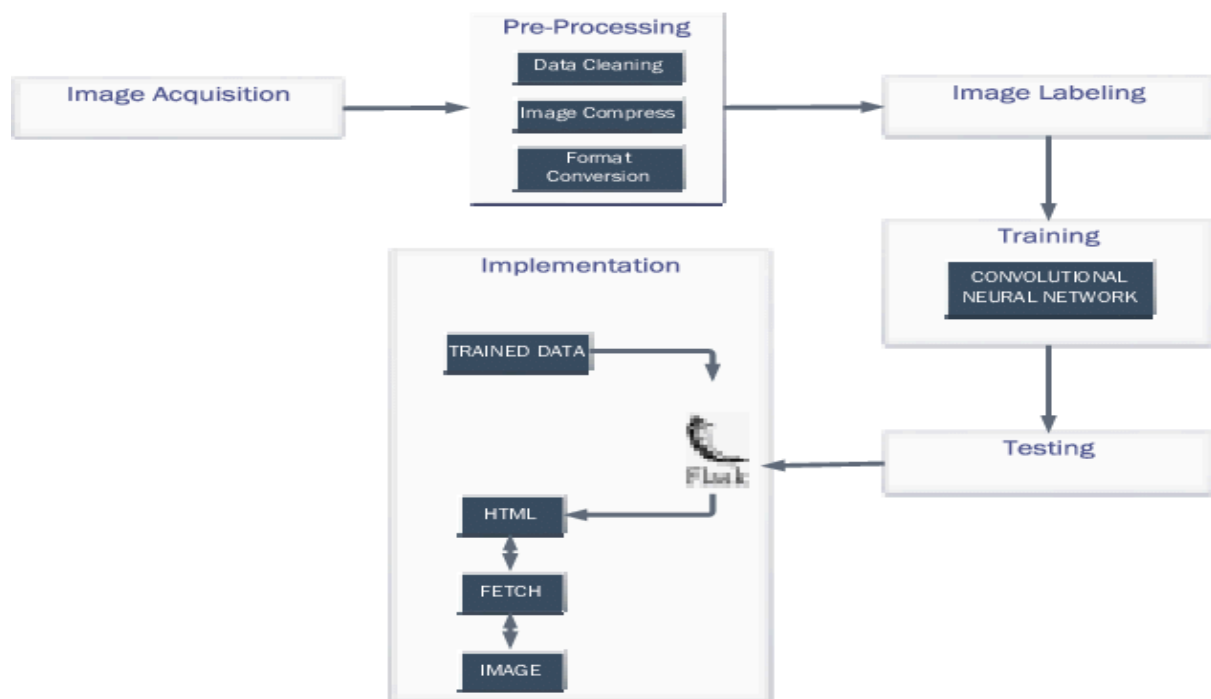 Image Acquisition
Pre-Processing
Data Cleaning
Image Compress
Format
Conversion
Image Labeling
Training
CONVOLUTIONAL
NEURAL NETWORK
Testing
Implementation
TRAINED DATA
Flask
HTML
FETCH
IMAGE